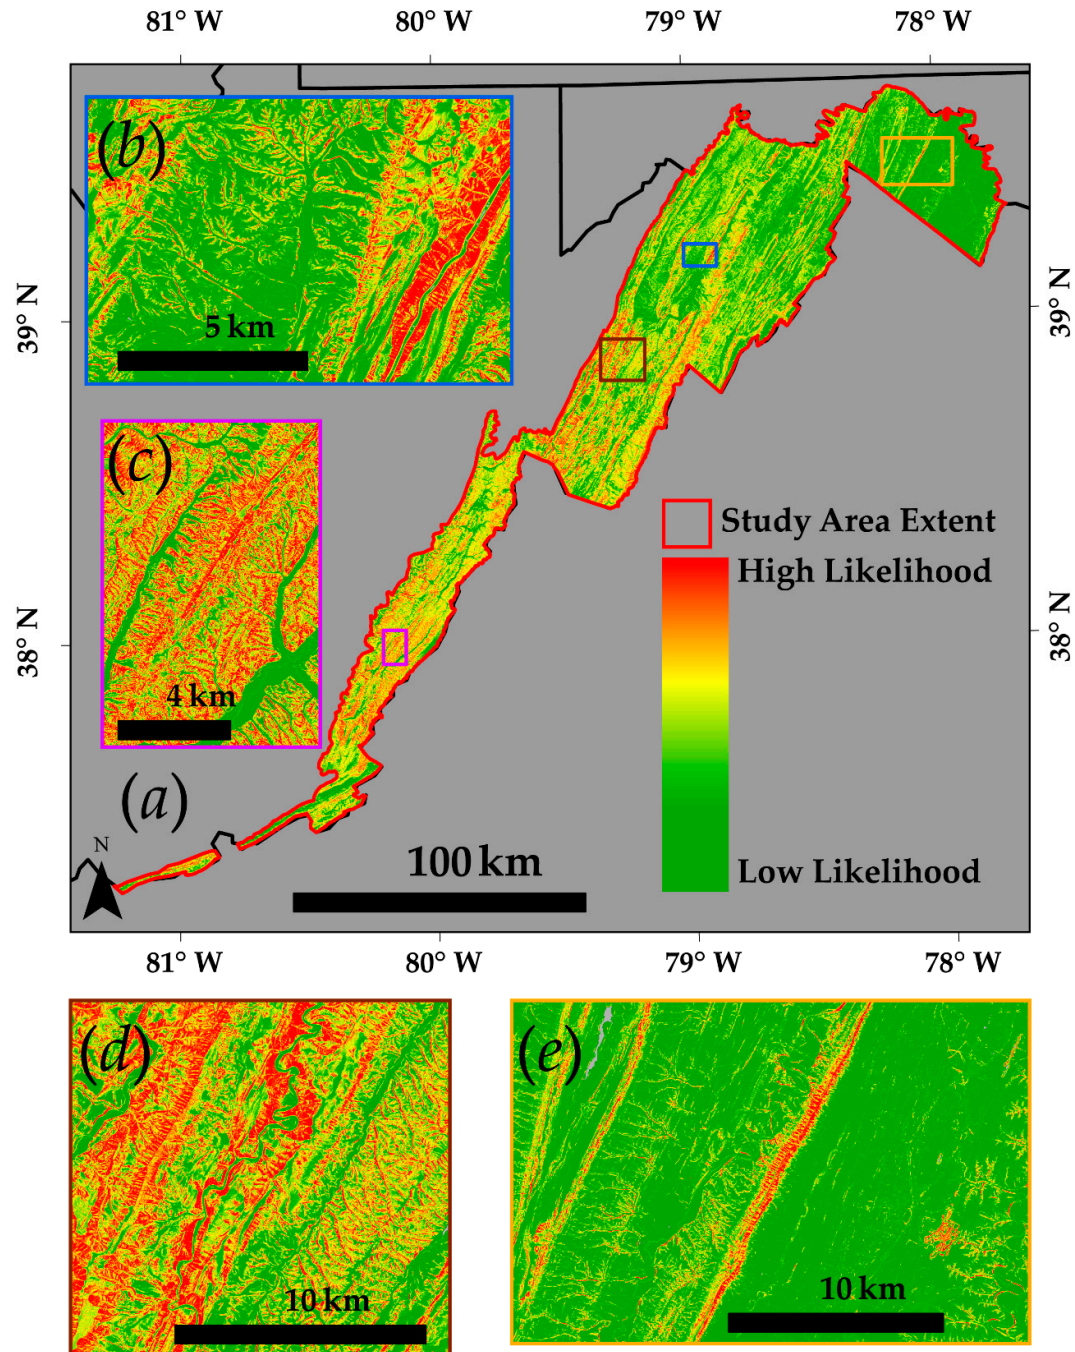 81° W 80° W 79° W 78° W
(b)
5 km
39° N
39° N
(c)
4 km
Study Area Extent
High Likelihood
38° N
38° N
(a)
N
100 km
Low Likelihood
81° W 80° W 79° W 78° W
(d)
10 km
(e)
10 km